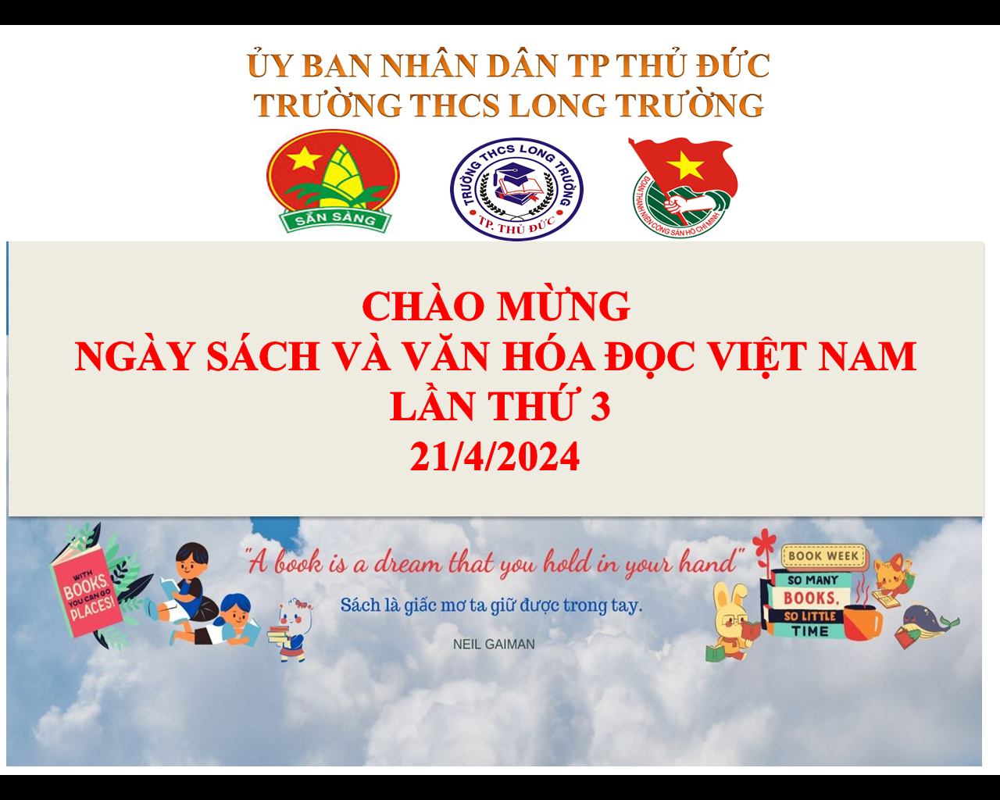 ỦY BAN NHÂN DÂN TP THỦ ĐỨC
TRƯỜNG THCS LONG TRƯỜNG
SẴN SÀNG
TRƯỜNG THCS LONG TRƯỜNG
TP. THỦ ĐỨC
ĐOÀN THANH NIÊN CỘNG SẢN HỒ CHÍ MINH
CHÀO MỪNG
NGÀY SÁCH VÀ VĂN HÓA ĐỌC VIỆT NAM
LẦN THỨ 3
21/4/2024
WITH
BOOKS,
YOU CAN GO
PLACES!
"A book is a dream that you hold in your hand"
Sách là giấc mơ ta giữ được trong tay.
NEIL GAIMAN
BOOK WEEK
SO MANY
BOOKS,
SO LITTLE
TIME